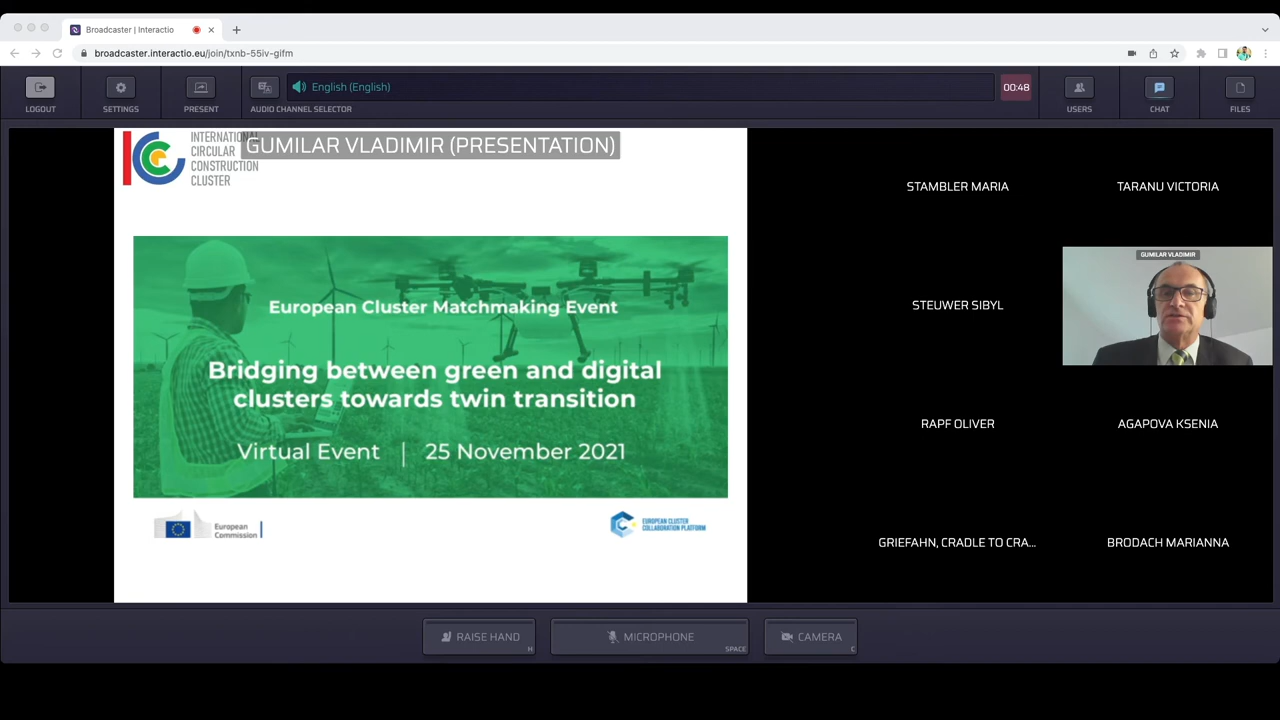 Broadcaster | Interactio
broadcaster.interactio.eu/join/txnb-55iv-gifm
LOGOUT
SETTINGS
PRESENT
AUDIO CHANNEL SELECTOR
English (English)
00:48
USERS
CHAT
FILES
INTERNATIONAL
CIRCULAR
CONSTRUCTION
CLUSTER
GUMILAR VLADIMIR (PRESENTATION)
European Cluster Matchmaking Event
Bridging between green and digital
clusters towards twin transition
Virtual Event | 25 November 2021
European
Commission
EUROPEAN CLUSTER
COLLABORATION PLATFORM
STAMBLER MARIA
TARANU VICTORIA
STEUWER SIBYL
GUMILAR VLADIMIR
RAPF OLIVER
AGAPOVA KSENIA
GRIEFAHN, CRADLE TO CRA...
BRODACH MARIANNA
RAISE HAND
H
MICROPHONE
SPACE
CAMERA
C